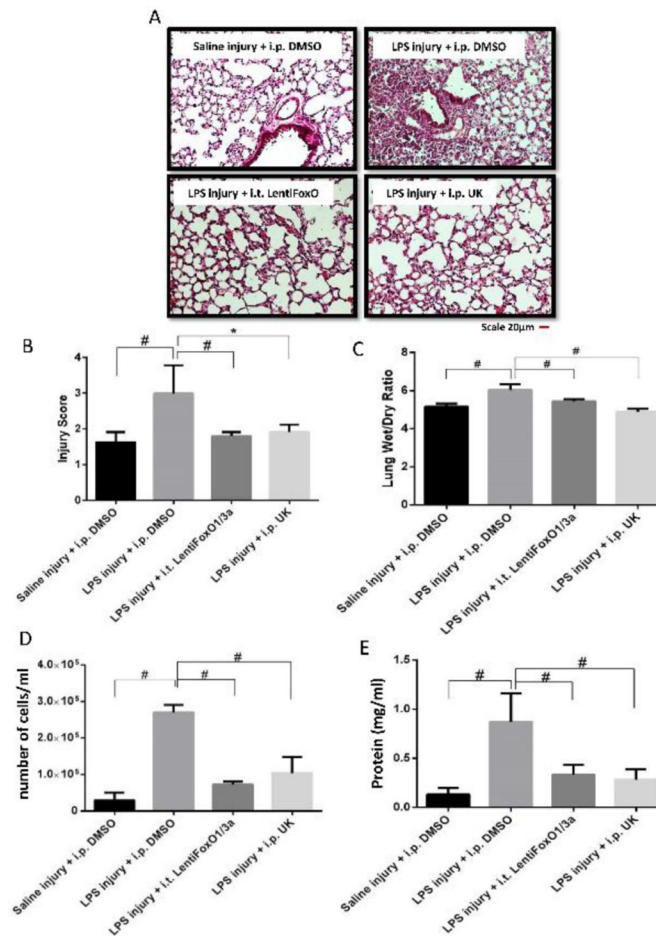 A
Saline injury + i.p. DMSO
LPS injury + i.p. DMSO
LPS injury + i.t. LentiFoxO
LPS injury + i.p. UK
Scale 20μm
B
#
#
*
Injury Score
4
3
2
1
0
Saline injury + i.p. DMSO
LPS injury + i.p. DMSO
LPS injury + i.t. LentiFoxO1/3a
LPS injury + i.p. UK
C
#
#
#
Lung Wet/Dry Ratio
8
6
4
2
0
Saline injury + i.p. DMSO
LPS injury + i.p. DMSO
LPS injury + i.t. LentiFoxO1/3a
LPS injury + i.p. UK
D
#
#
#
number of cells/ml
4.0×10⁵
3.0×10⁵
2.0×10⁵
1.0×10⁵
0
Saline injury + i.p. DMSO
LPS injury + i.p. DMSO
LPS injury + i.t. LentiFoxO1/3a
LPS injury + i.p. UK
E
#
#
#
Protein (mg/ml)
1.5
1.0
0.5
0.0
Saline injury + i.p. DMSO
LPS injury + i.p. DMSO
LPS injury + i.t. LentiFoxO1/3a
LPS injury + i.p. UK